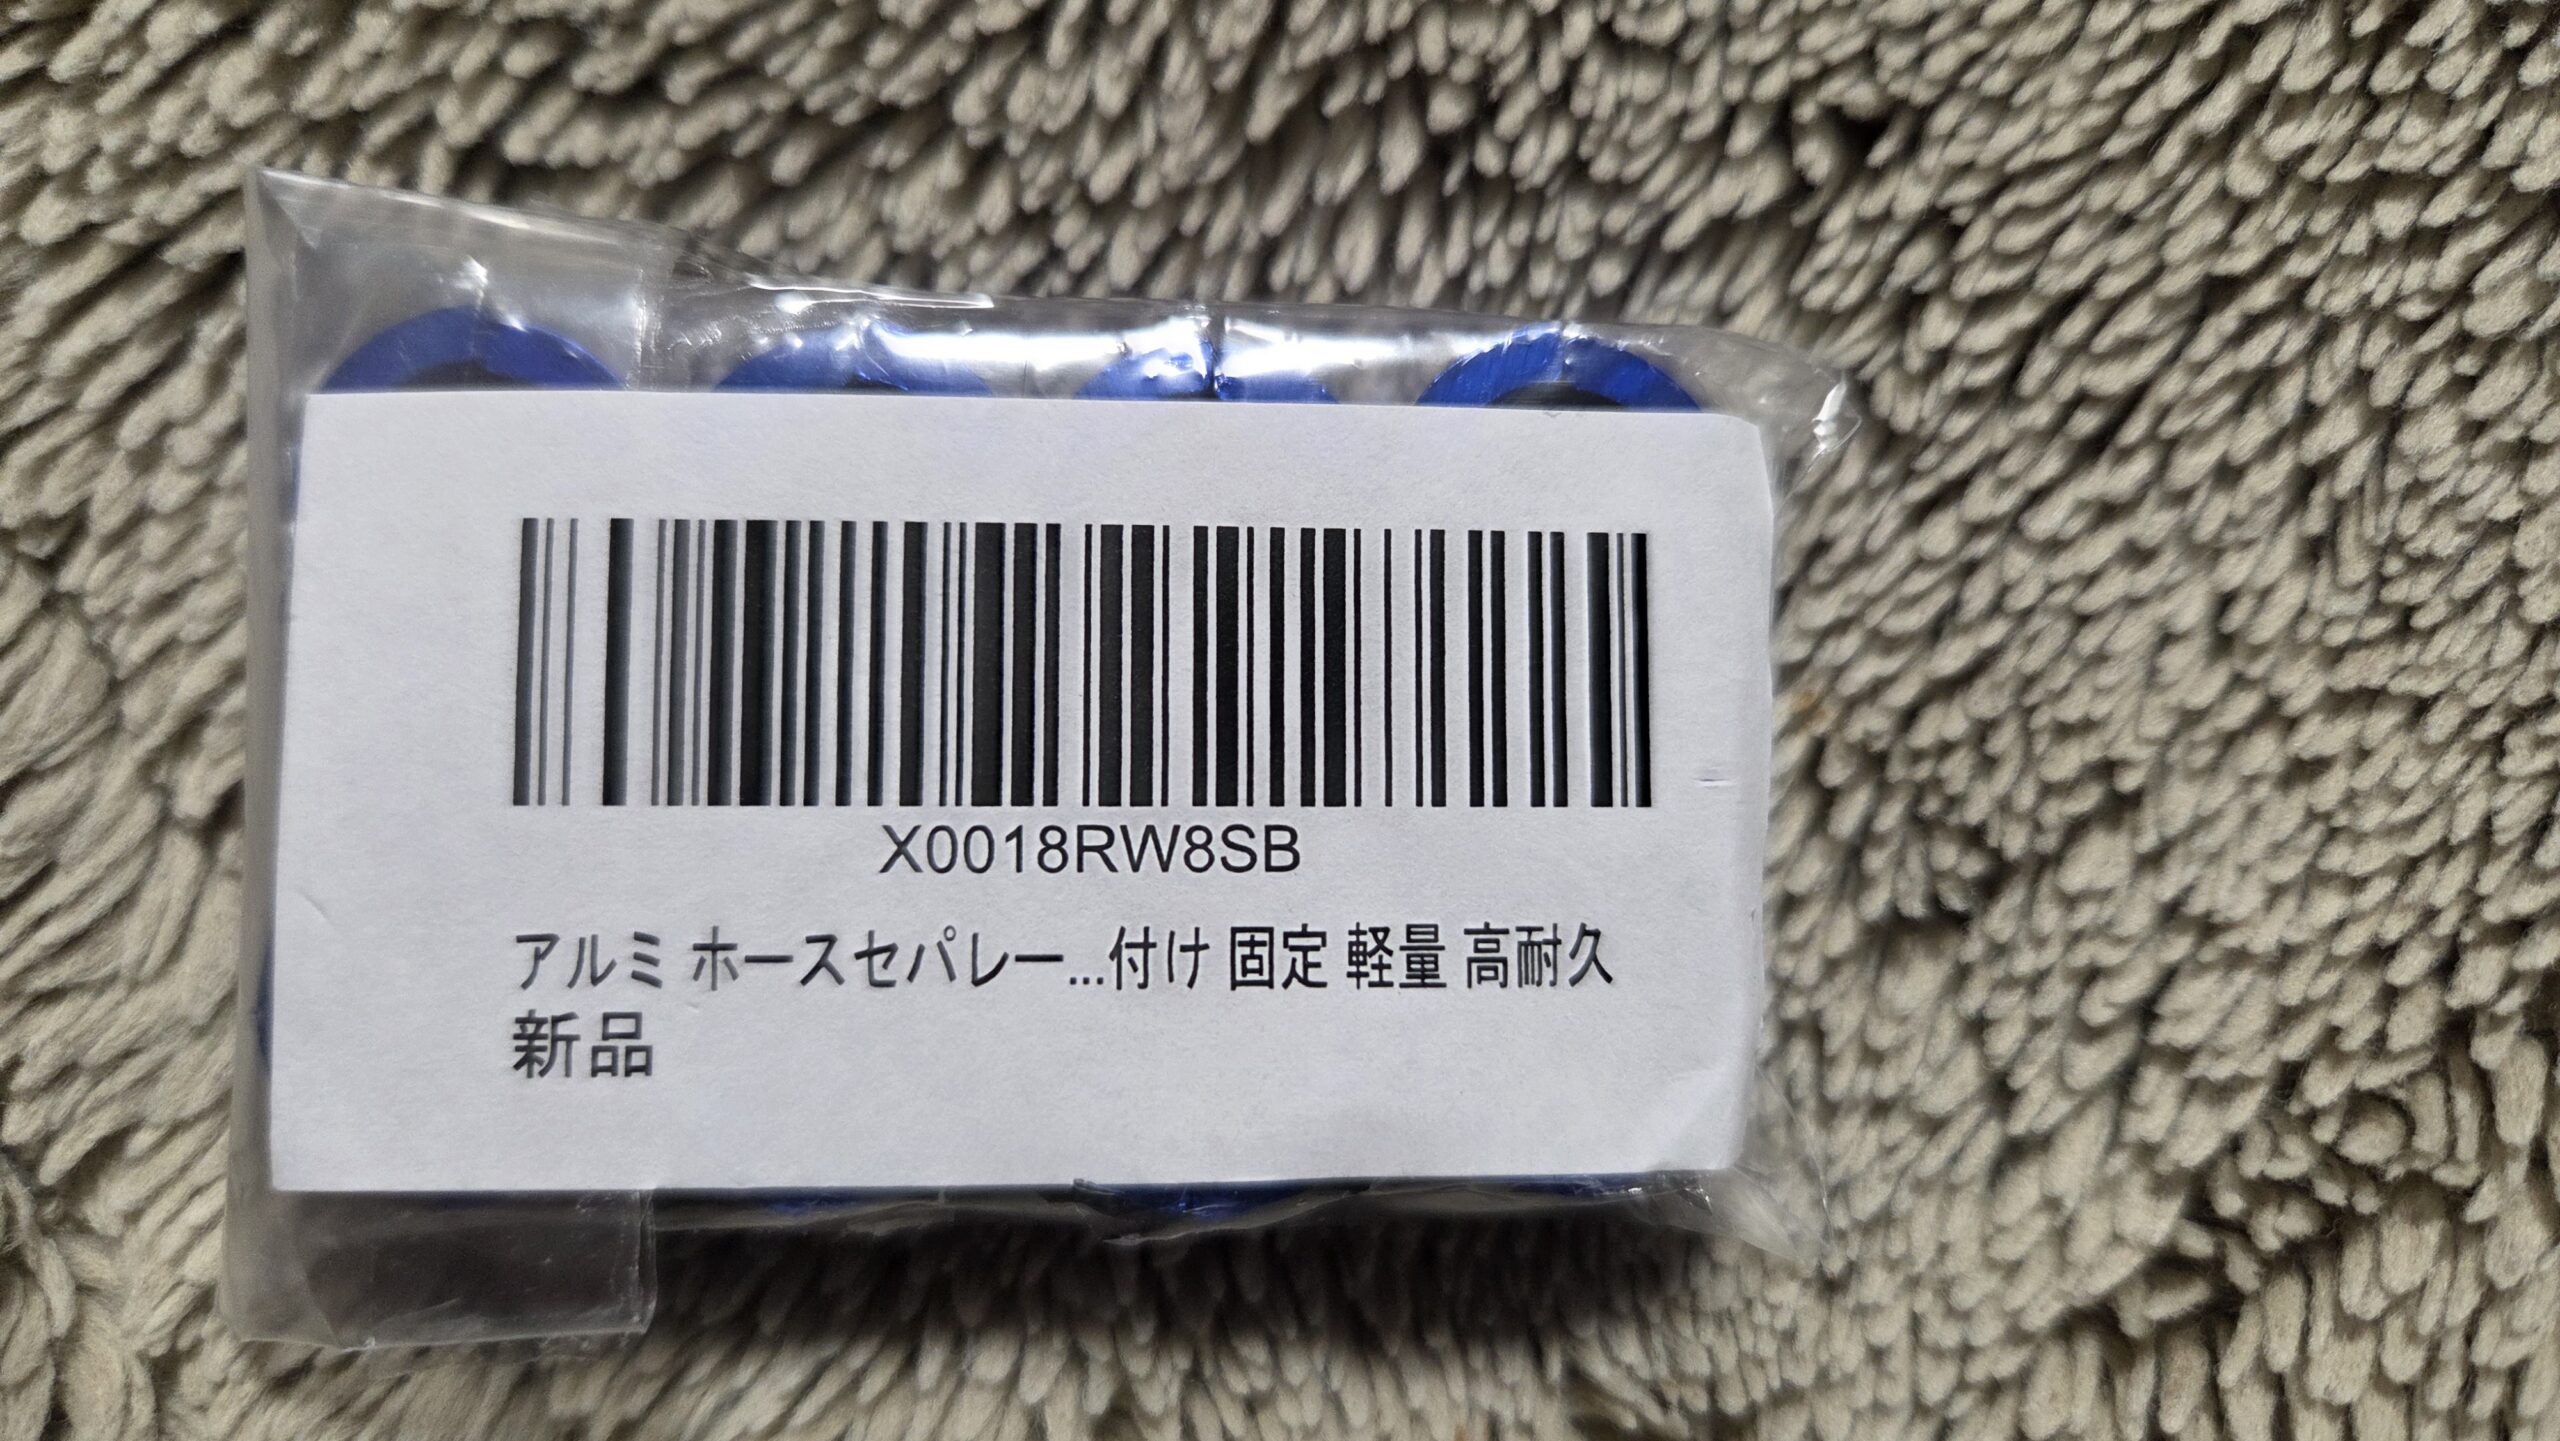 X0018RW8SB
アルミ ホースセパレー...付け 固定 軽量 高耐久
新品